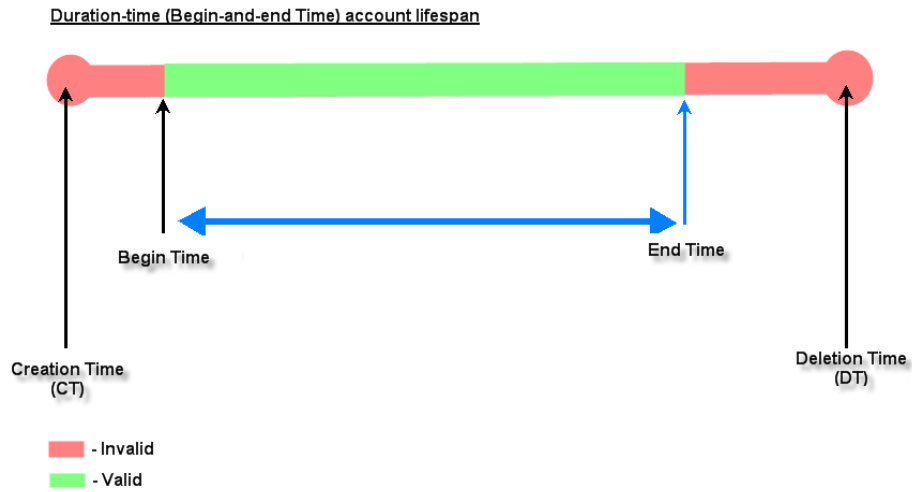 Duration-time (Begin-and-end Time) account lifespan
Begin Time
End Time
Creation Time
(CT)
Deletion Time
(DT)
- Invalid
- Valid